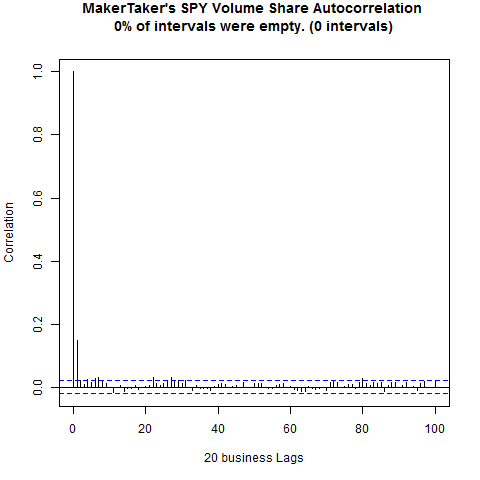 MakerTaker's SPY Volume Share Autocorrelation
0% of intervals were empty. (0 intervals)
Correlation
1.0
0.8
0.6
0.4
0.2
0.0
0 20 40 60 80 100
20 business Lags